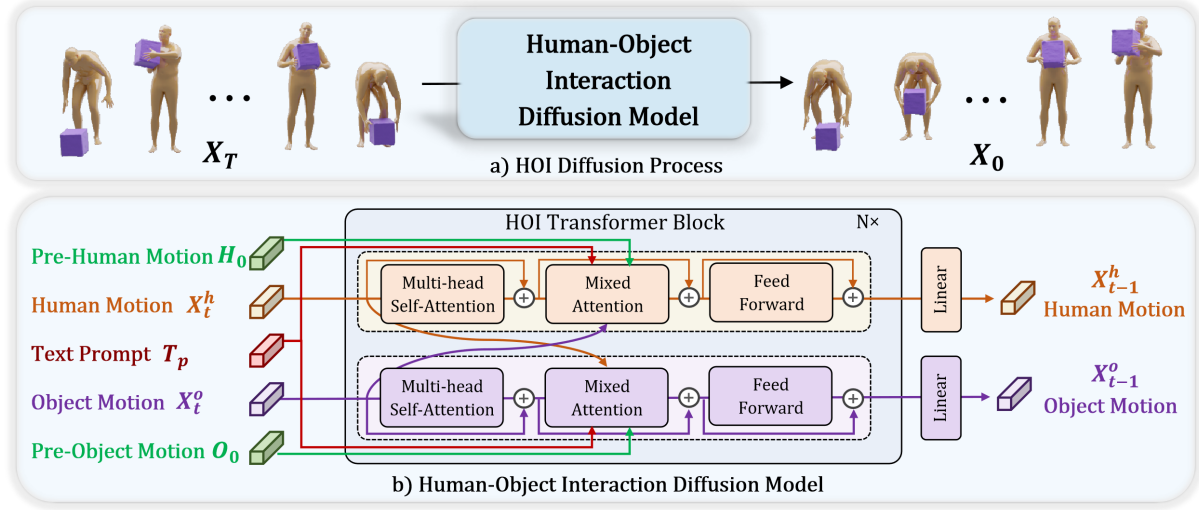 Human-Object
Interaction
Diffusion Model
X_T
X_0
a) HOI Diffusion Process
HOI Transformer Block
N×
Pre-Human Motion H_0
Human Motion X_t^h
Text Prompt T_p
Object Motion X_t^o
Pre-Object Motion O_0
Multi-head
Self-Attention
Mixed
Attention
Feed
Forward
Linear
X_{t-1}^h
Human Motion
Multi-head
Self-Attention
Mixed
Attention
Feed
Forward
Linear
X_{t-1}^o
Object Motion
b) Human-Object Interaction Diffusion Model